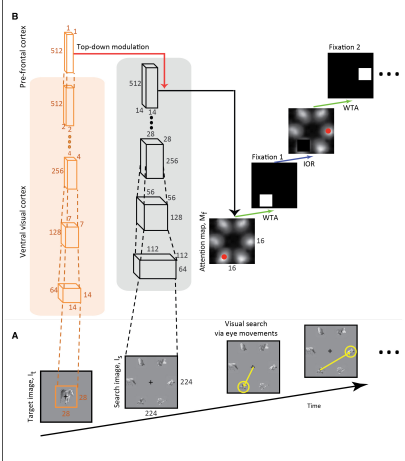 B
Pre-frontal cortex
Ventral visual cortex
1
1
512
Top-down modulation
512
2
2
4
4
256
7
7
128
64
14
14
512
14
14
28
28
256
56
56
128
112
112
64
Attention map, Mf
16
16
WTA
Fixation 1
IOR
WTA
Fixation 2
A
Target image, It
28
28
Search image, Is
224
224
Visual search
via eye movements
Time